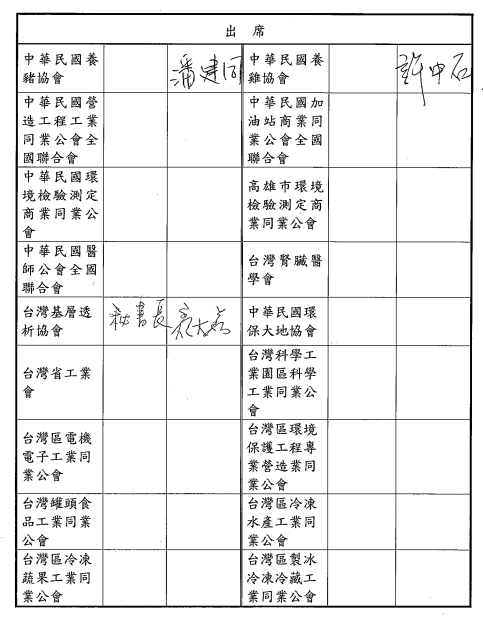 出 席
中華民國養
豬協會
潘建同
中華民國養
雞協會
許中石
中華民國營
造工程工業
同業公會全
國聯合會
中華民國加
油站商業同
業公會全國
聯合會
中華民國環
境檢驗測定
商業同業公
會
高雄市環境
檢驗測定商
業同業公會
中華民國醫
師公會全國
聯合會
台灣腎臟醫
學會
台灣基層透
析協會
秘書長
中華民國環
保大地協會
台灣省工業
會
台灣科學工
業園區科學
工業同業公
會
台灣區電機
電子工業同
業公會
台灣區環境
保護工程專
業營造業同
業公會
台灣罐頭食
品工業同業
公會
台灣區冷凍
水產工業同
業公會
台灣區冷凍
蔬果工業同
業公會
台灣區製冰
冷凍冷藏工
業同業公會